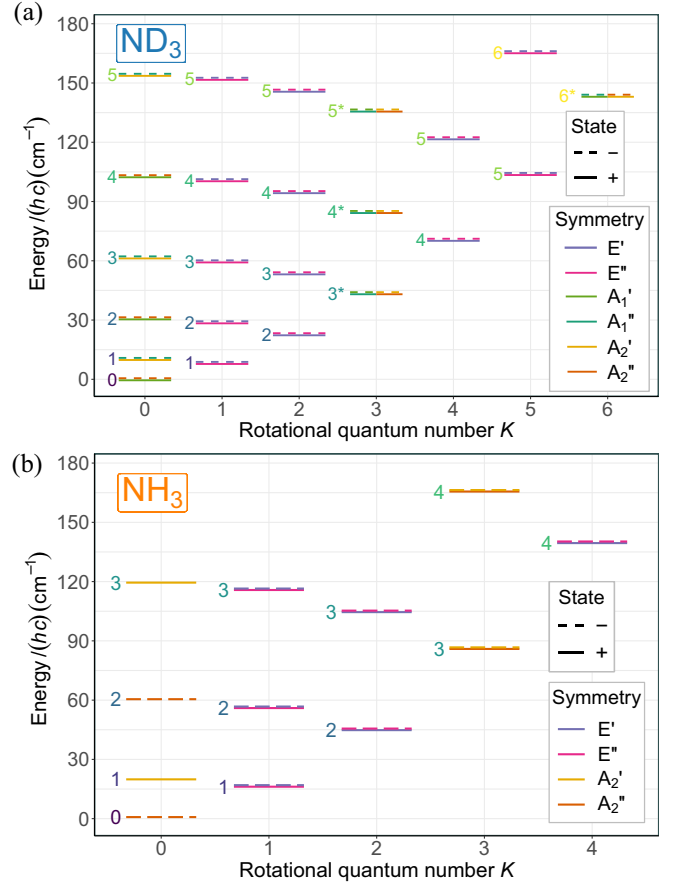 (a)
ND3
180
150
120
90
60
30
0
Energy/(hc)(cm−1)
0 1 2 3 4 5
1 2 3 4 5
2 3 4 5
3* 4* 5*
4 5
5 6
6*
State
−
+
Symmetry
E'
E"
A1'
A1"
A2'
A2"
0 1 2 3 4 5 6
Rotational quantum number K
(b)
NH3
180
150
120
90
60
30
0
Energy/(hc)(cm−1)
0 1 2 3
1 2 3
2 3
3 4
4
State
−
+
Symmetry
E'
E"
A2'
A2"
0 1 2 3 4
Rotational quantum number K